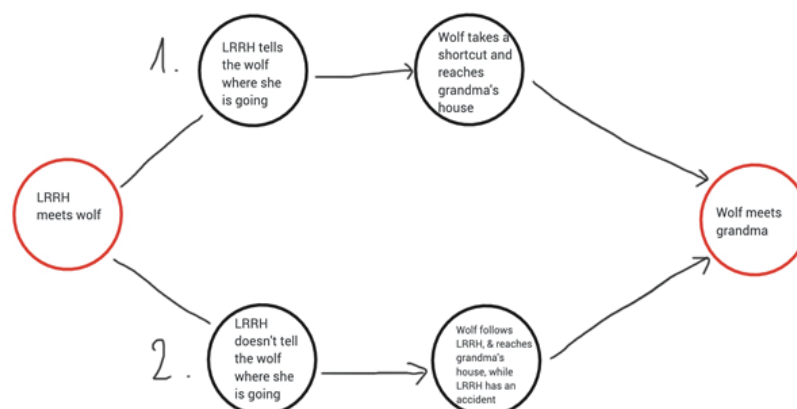 1.
LRRH tells
the wolf
where she
is going
Wolf takes a
shortcut and
reaches
grandma's
house
LRRH
meets wolf
Wolf meets
grandma
2.
LRRH
doesn't tell
the wolf
where she
is going
Wolf follows
LRRH, & reaches
grandma's
house, while
LRRH has an
accident